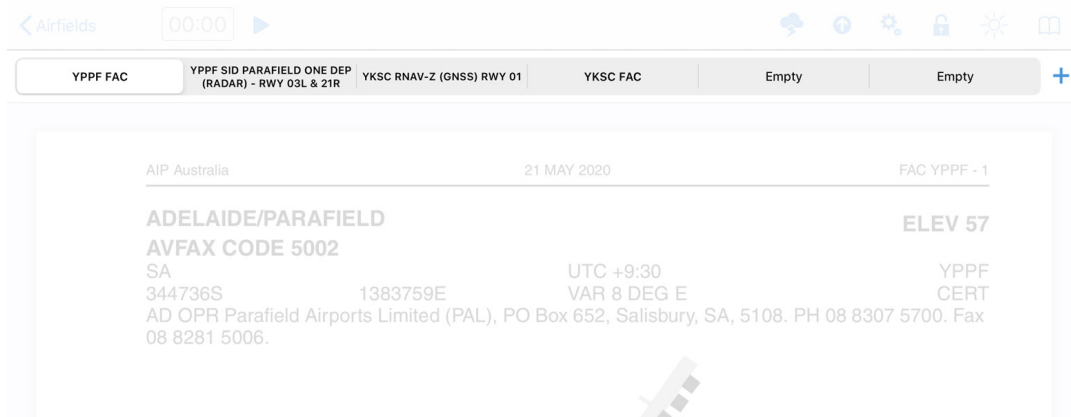 Airfields
00:00
YPPF FAC
YPPF SID PARAFIELD ONE DEP
(RADAR) - RWY 03L & 21R
YKSC RNAV-Z (GNSS) RWY 01
YKSC FAC
Empty
Empty
AIP Australia 21 MAY 2020 FAC YPPF - 1
ADELAIDE/PARAFIELD ELEV 57
AVFAX CODE 5002
SA UTC +9:30 YPPF
344736S 1383759E VAR 8 DEG E CERT
AD OPR Parafield Airports Limited (PAL), PO Box 652, Salisbury, SA, 5108. PH 08 8307 5700. Fax
08 8281 5006.